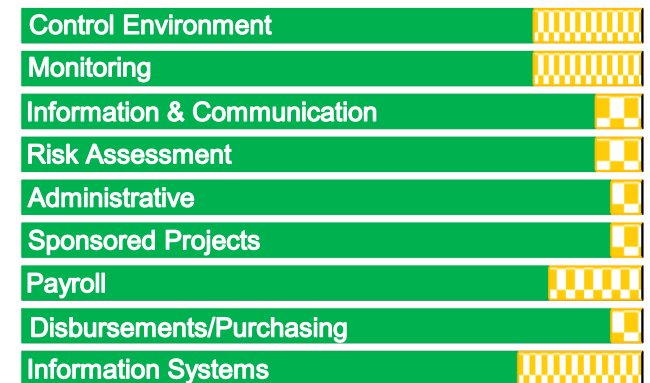 Control Environment
Monitoring
Information & Communication
Risk Assessment
Administrative
Sponsored Projects
Payroll
Disbursements/Purchasing
Information Systems